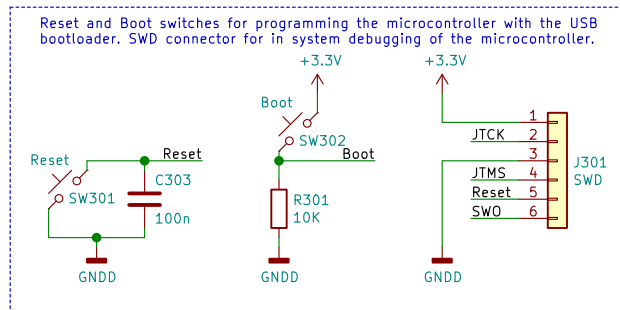 Reset and Boot switches for programming the microcontroller with the USB
bootloader. SWD connector for in system debugging of the microcontroller.
+3.3V
+3.3V
Boot
SW302
Reset
Reset
Boot
SW301
C303
100n
R301
10K
1
JTCK
2
3
JTMS
4
Reset
5
SWO
6
J301
SWD
GNDD
GNDD
GNDD